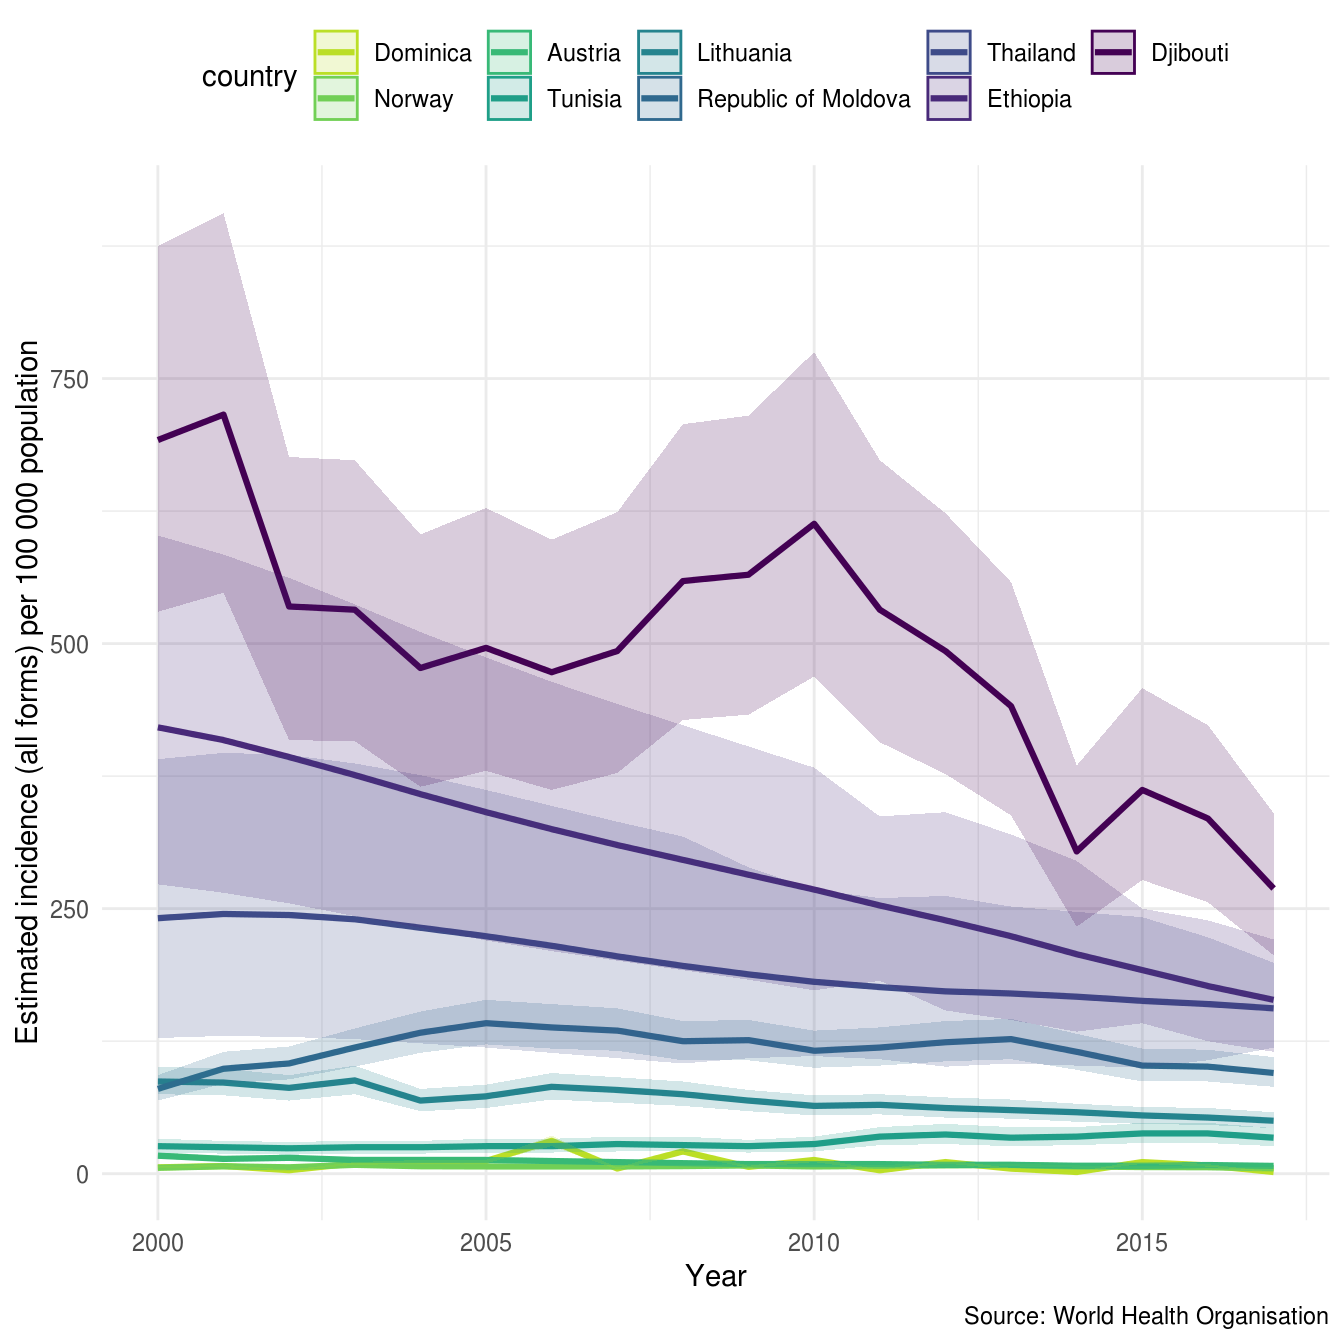 country
Dominica
Austria
Lithuania
Thailand
Djibouti
Norway
Tunisia
Republic of Moldova
Ethiopia
Estimated incidence (all forms) per 100 000 population
750
500
250
0
2000
2005
2010
2015
Year
Source: World Health Organisation